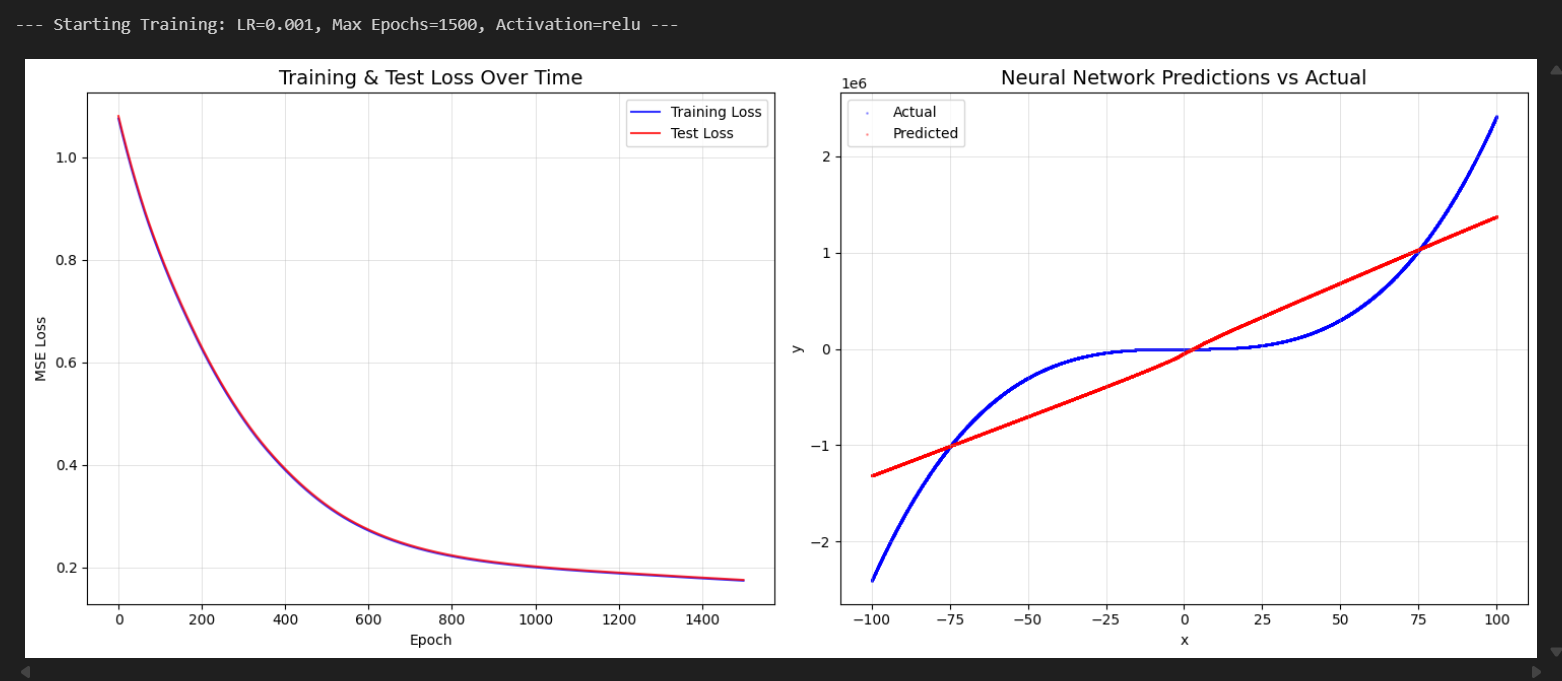 --- Starting Training: LR=0.001, Max Epochs=1500, Activation=relu ---
Training & Test Loss Over Time
Training Loss
Test Loss
1.0
0.8
0.6
0.4
0.2
MSE Loss
0 200 400 600 800 1000 1200 1400
Epoch
Neural Network Predictions vs Actual
1e6
Actual
Predicted
2
1
0
−1
−2
y
−100 −75 −50 −25 0 25 50 75 100
x